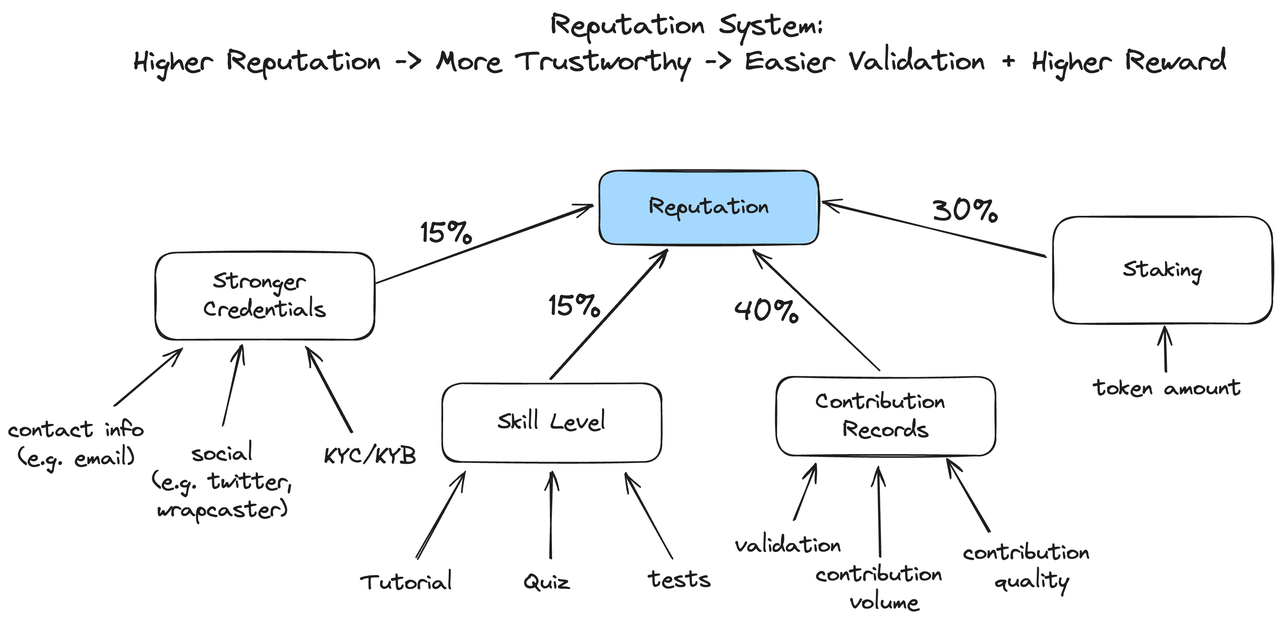 Reputation System:
Higher Reputation -> More Trustworthy -> Easier Validation + Higher Reward
Reputation
15%
30%
Stronger
Credentials
Staking
15%
40%
contact info
(e.g. email)
social
(e.g. twitter,
wrapcaster)
KYC/KYB
Skill Level
Contribution
Records
token amount
Tutorial
Quiz
tests
validation
contribution
volume
contribution
quality